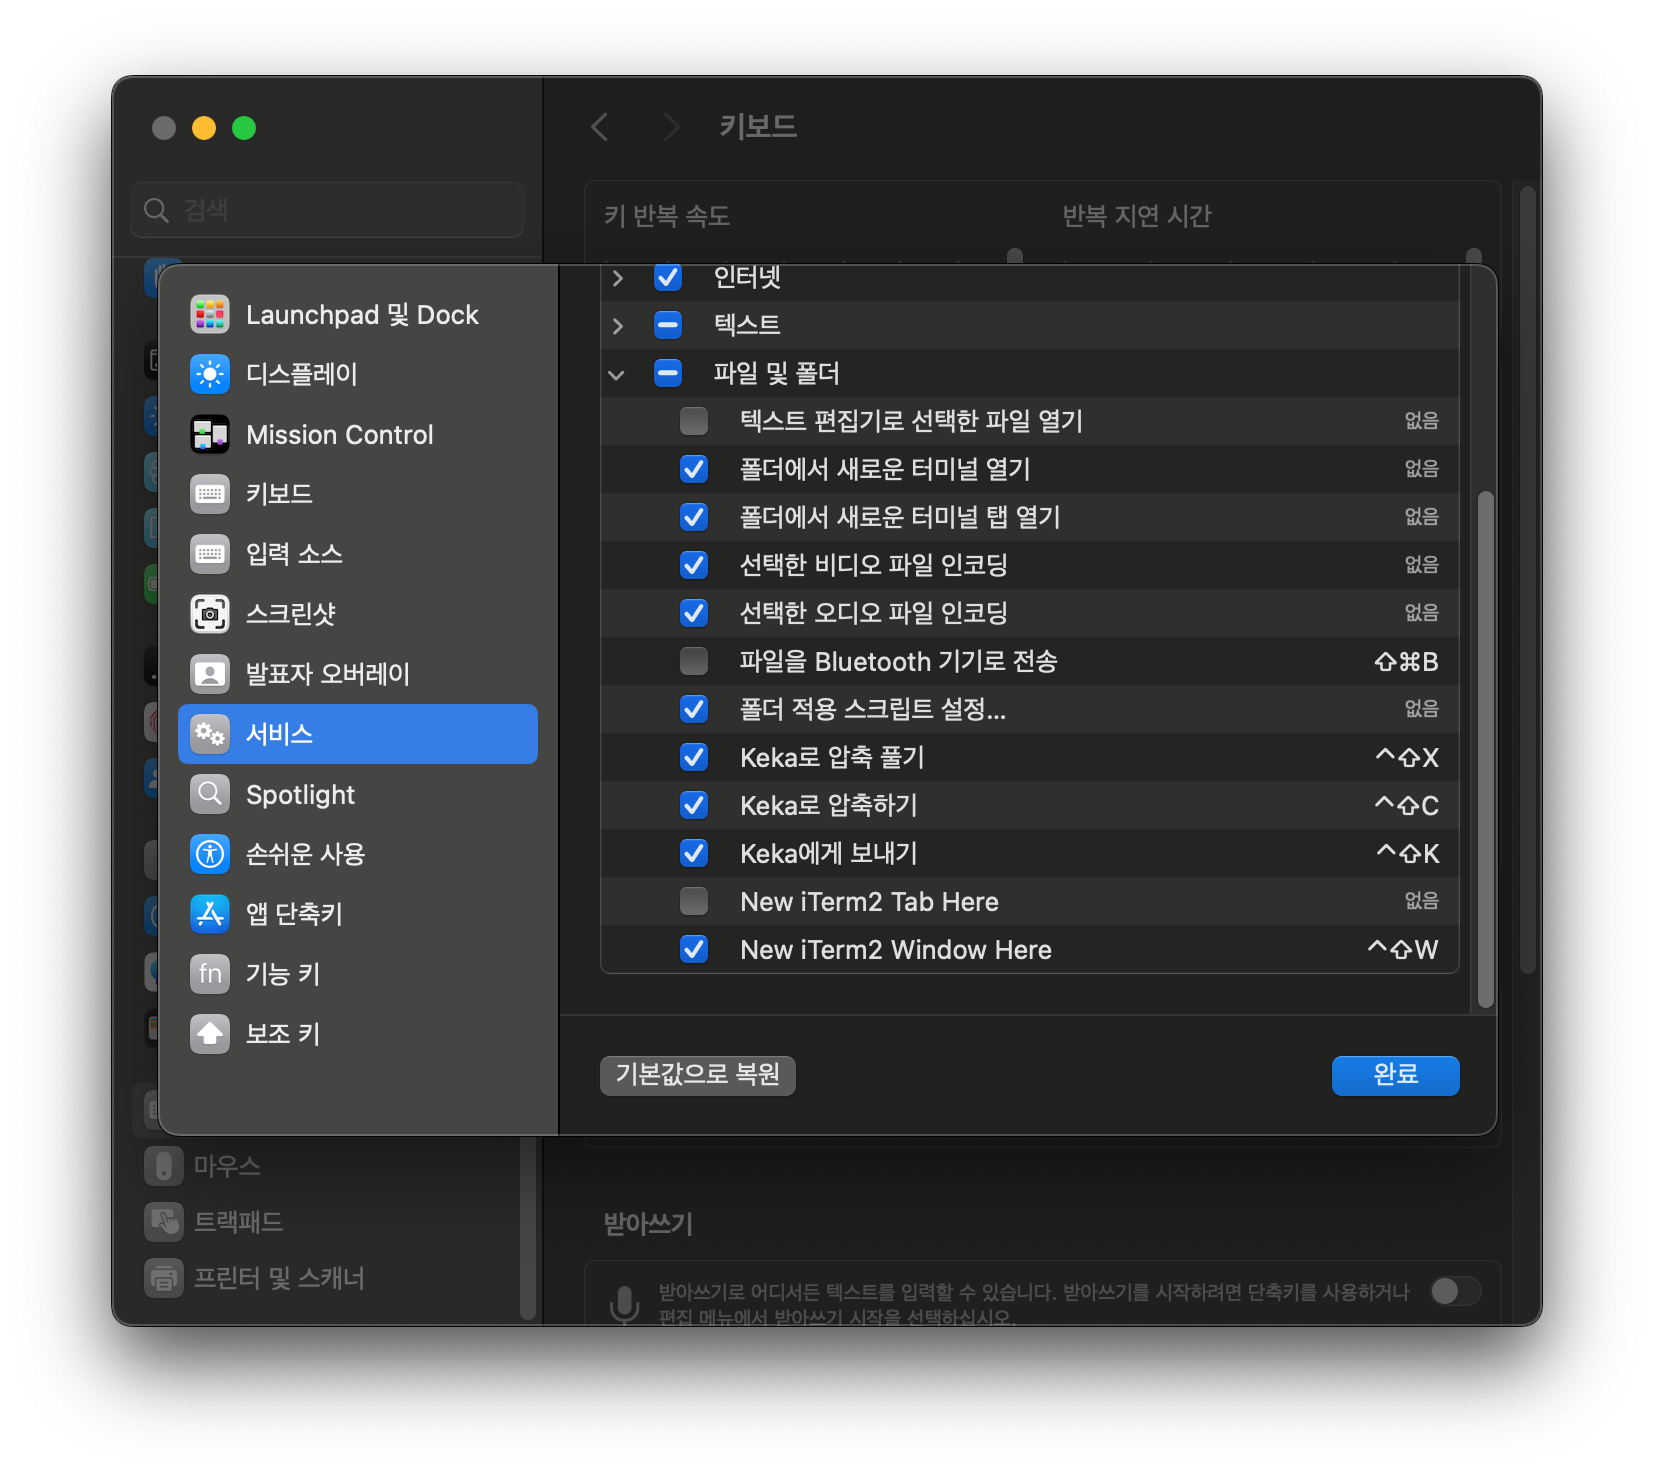 키보드
검색
키 반복 속도
반복 지연 시간
Launchpad 및 Dock
디스플레이
Mission Control
키보드
입력 소스
스크린샷
발표자 오버레이
서비스
Spotlight
손쉬운 사용
앱 단축키
fn 기능 키
보조 키
인터넷
텍스트
파일 및 폴더
텍스트 편집기로 선택한 파일 열기 없음
폴더에서 새로운 터미널 열기 없음
폴더에서 새로운 터미널 탭 열기 없음
선택한 비디오 파일 인코딩 없음
선택한 오디오 파일 인코딩 없음
파일을 Bluetooth 기기로 전송 ⇧⌘B
폴더 적용 스크립트 설정... 없음
Keka로 압축 풀기 ^⇧X
Keka로 압축하기 ^⇧C
Keka에게 보내기 ^⇧K
New iTerm2 Tab Here 없음
New iTerm2 Window Here ^⇧W
기본값으로 복원
완료
마우스
트랙패드
프린터 및 스캐너
받아쓰기
받아쓰기로 어디서든 텍스트를 입력할 수 있습니다. 받아쓰기를 시작하려면 단축키를 사용하거나
편집 메뉴에서 받아쓰기 시작을 선택하십시오.